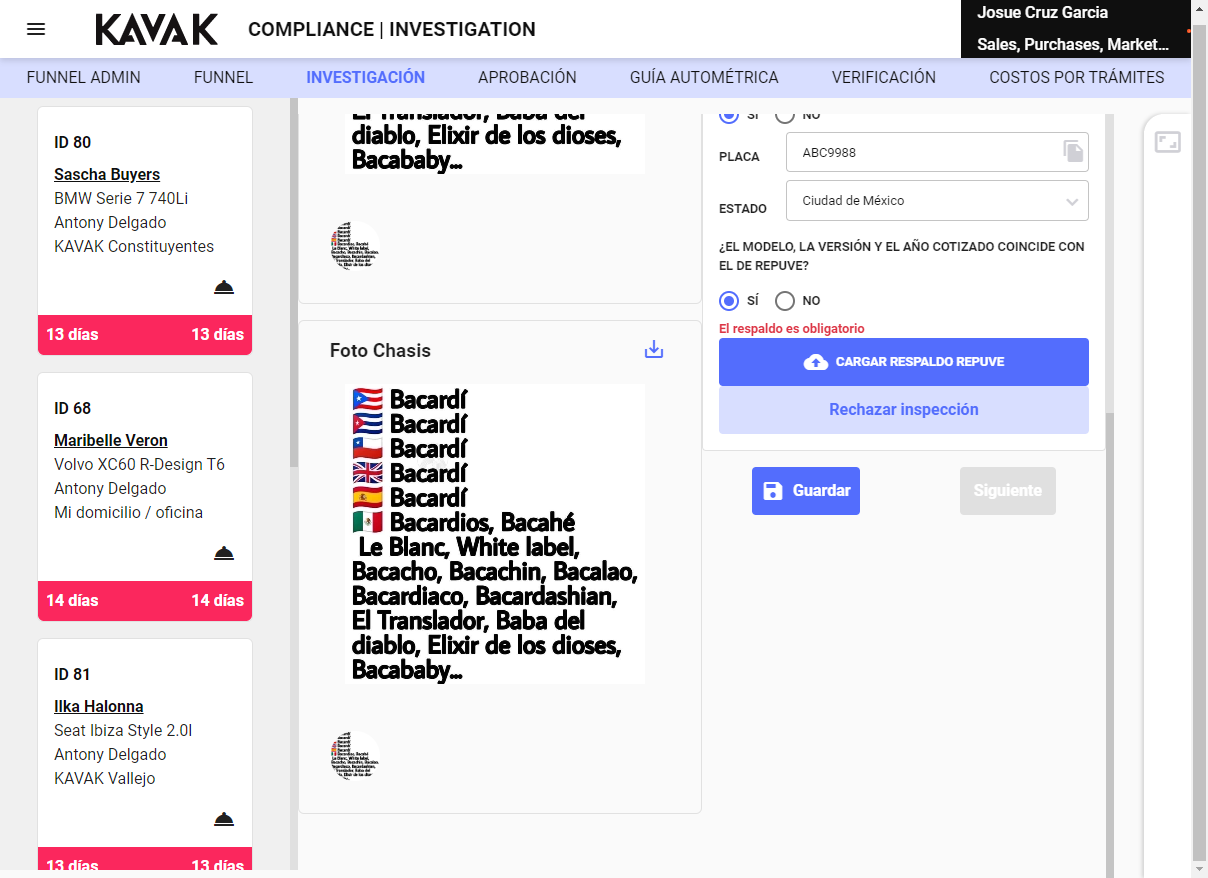 KAVAK
COMPLIANCE | INVESTIGATION
Josue Cruz Garcia
Sales, Purchases, Market...
FUNNEL ADMIN
FUNNEL
INVESTIGACIÓN
APROBACIÓN
GUÍA AUTOMÉTRICA
VERIFICACIÓN
COSTOS POR TRÁMITES
ID 80
Sascha Buyers
BMW Serie 7 740Li
Antony Delgado
KAVAK Constituyentes
13 días
13 días
ID 68
Maribelle Veron
Volvo XC60 R-Design T6
Antony Delgado
Mi domicilio / oficina
14 días
14 días
ID 81
Ilka Halonna
Seat Ibiza Style 2.0l
Antony Delgado
KAVAK Vallejo
13 días
13 días
El Translador, Baba del
diablo, Elixir de los dioses,
Bacababy...
Foto Chasis
Bacardí
Bacardí
Bacardí
Bacardí
Bacardí
Bacardios, Bacahé
Le Blanc, White label,
Bacacho, Bacachin, Bacalao,
Bacardiaco, Bacardashian,
El Translador, Baba del
diablo, Elixir de los dioses,
Bacababy...
SÍ
NO
PLACA
ABC9988
ESTADO
Ciudad de México
¿EL MODELO, LA VERSIÓN Y EL AÑO COTIZADO COINCIDE CON
EL DE REPUVE?
SÍ
NO
El respaldo es obligatorio
CARGAR RESPALDO REPUVE
Rechazar inspección
Guardar
Siguiente